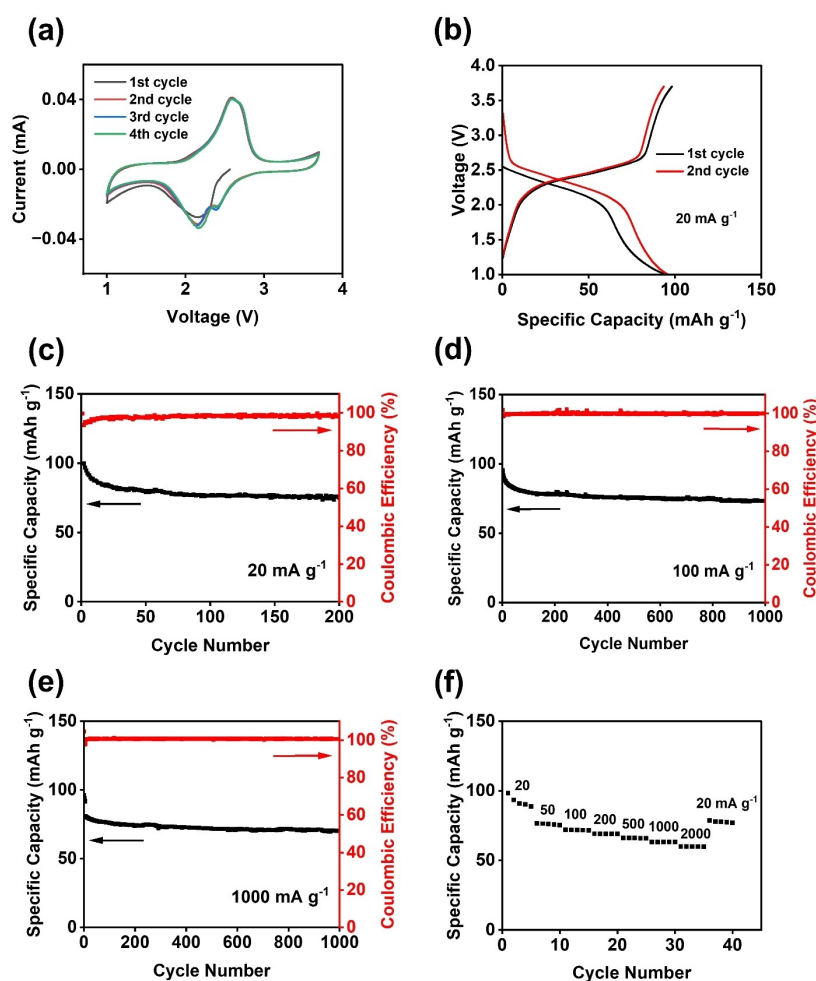 (a)
1st cycle
2nd cycle
3rd cycle
4th cycle
0.04
0.00
−0.04
Current (mA)
1
2
3
4
Voltage (V)
(b)
4.0
3.5
3.0
2.5
2.0
1.5
1.0
Voltage (V)
1st cycle
2nd cycle
20 mA g-1
0
50
100
150
Specific Capacity (mAh g-1)
(c)
150
100
50
0
Specific Capacity (mAh g-1)
100
80
60
40
20
0
Coulombic Efficiency (%)
20 mA g-1
0
50
100
150
200
Cycle Number
(d)
150
100
50
0
Specific Capacity (mAh g-1)
100
80
60
40
20
0
Coulombic Efficiency (%)
100 mA g-1
0
200
400
600
800
1000
Cycle Number
(e)
150
100
50
0
Specific Capacity (mAh g-1)
100
80
60
40
20
0
Coulombic Efficiency (%)
1000 mA g-1
0
200
400
600
800
1000
Cycle Number
(f)
150
100
50
0
Specific Capacity (mAh g-1)
20
50
100
200
500
1000
2000
20 mA g-1
0
10
20
30
40
Cycle Number